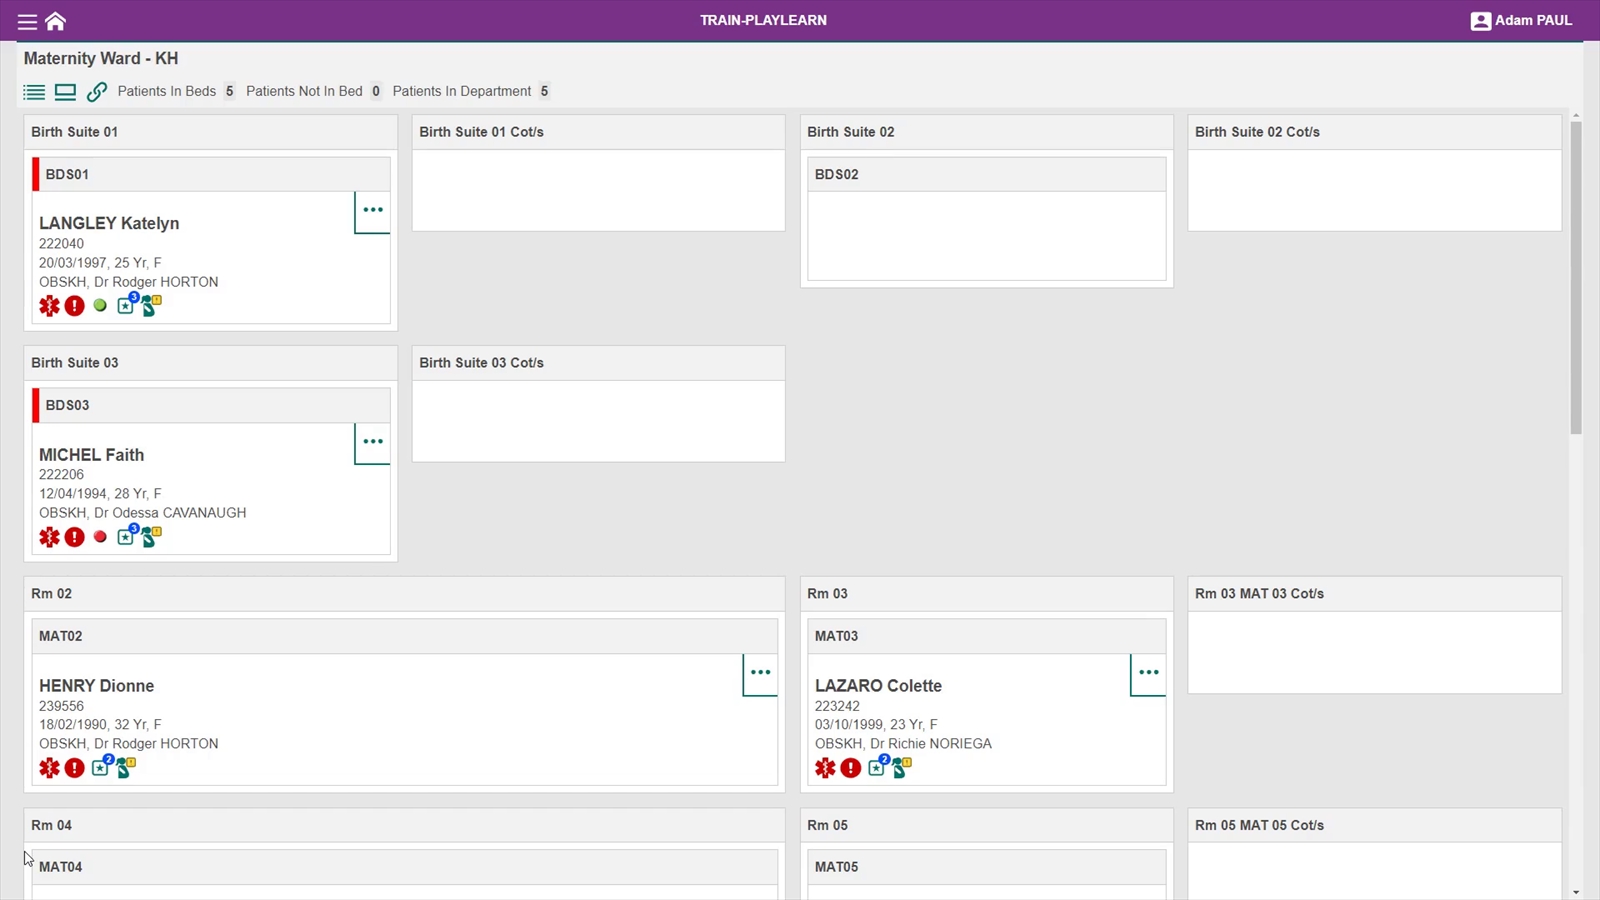 TRAIN-PLAYLEARN
Adam PAUL
Maternity Ward - KH
Patients In Beds 5 Patients Not In Bed 0 Patients In Department 5
Birth Suite 01
BDS01
LANGLEY Katelyn
222040
20/03/1997, 25 Yr, F
OBSKH, Dr Rodger HORTON
3
Birth Suite 01 Cot/s
Birth Suite 02
BDS02
Birth Suite 02 Cot/s
Birth Suite 03
BDS03
MICHEL Faith
222206
12/04/1994, 28 Yr, F
OBSKH, Dr Odessa CAVANAUGH
3
Birth Suite 03 Cot/s
Rm 02
MAT02
HENRY Dionne
239556
18/02/1990, 32 Yr, F
OBSKH, Dr Rodger HORTON
2
Rm 03
MAT03
LAZARO Colette
223242
03/10/1999, 23 Yr, F
OBSKH, Dr Richie NORIEGA
2
Rm 03 MAT 03 Cot/s
Rm 04
MAT04
Rm 05
MAT05
Rm 05 MAT 05 Cot/s